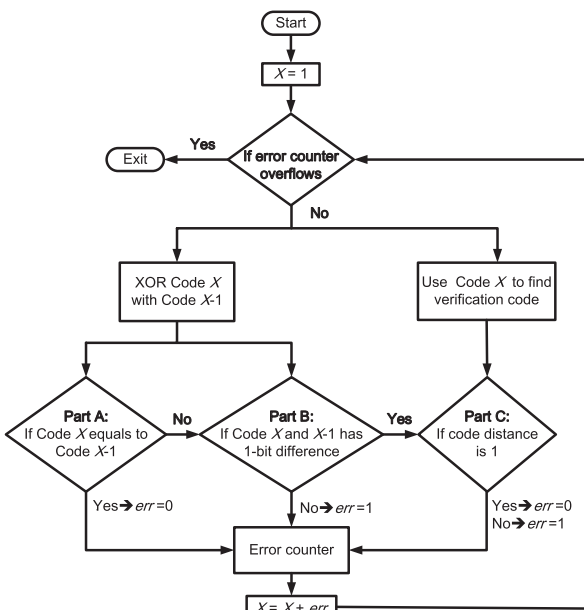 Start
X = 1
If error counter
overflows
Yes
Exit
No
XOR Code X
with Code X-1
Use Code X to find
verification code
Part A:
If Code X equals to
Code X-1
No
Part B:
If Code X and X-1 has
1-bit difference
Yes
Part C:
If code distance
is 1
Yes➔err=0
No➔err=1
Yes➔err=0
No➔err=1
Error counter
X = X + err